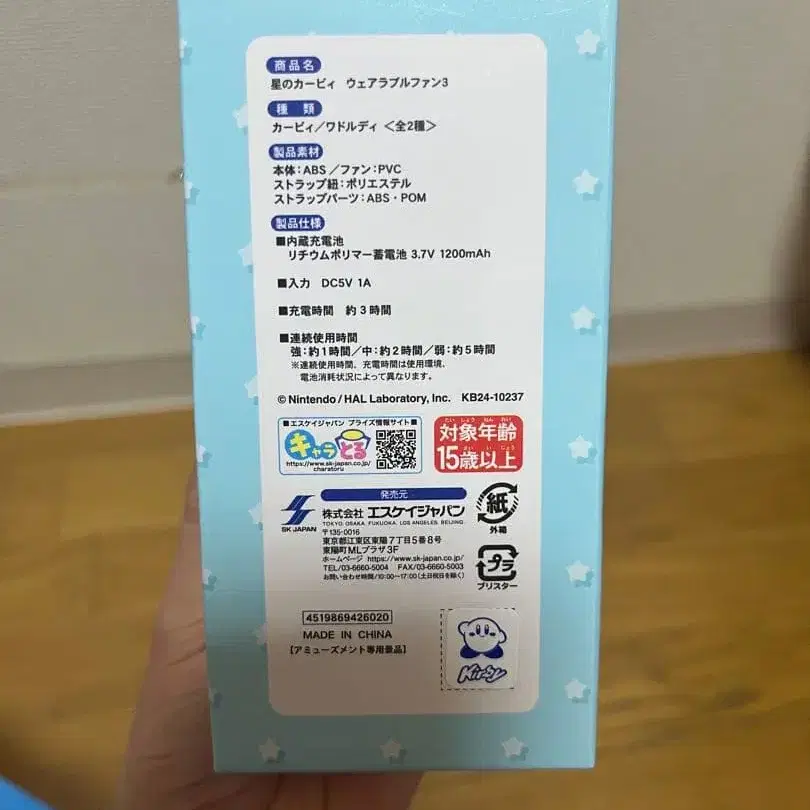 商品名
星のカービィ ウェアラブルファン3
種類
カービィ/ワドルディ <全2種>
製品素材
本体:ABS/ファン:PVC
ストラップ紐:ポリエステル
ストラップパーツ:ABS・POM
製品仕様
■内蔵充電池
リチウムポリマー蓄電池 3.7V 1200mAh
■入力 DC5V 1A
■充電時間 約3時間
■連続使用時間
強:約1時間/中:約2時間/弱:約5時間
※連続使用時間、充電時間は使用環境、
電池消耗状況によって異なります。
© Nintendo / HAL Laboratory, Inc. KB24-10237
■エスケイジャパン プライズ情報サイト■
キャラとる
https://www.sk-japan.co.jp/
charatoru
たいしょうねんれい
対象年齢
さいいじょう
15歳以上
発売元
SK JAPAN
株式会社 エスケイジャパン
TOKYO. OSAKA. FUKUOKA. LOS ANGELES. BEIJING.
〒135-0016
東京都江東区東陽7丁目5番8号
東陽町MLプラザ3F
ホームページ https://www.sk-japan.co.jp/
TEL/03-6660-5004 FAX/03-6660-5003
お問い合わせ時間/10:00~17:00(土日祝日を除く)
紙
外箱
プラ
ブリスター
4519869426020
MADE IN CHINA
【アミューズメント専用景品】
Kirby